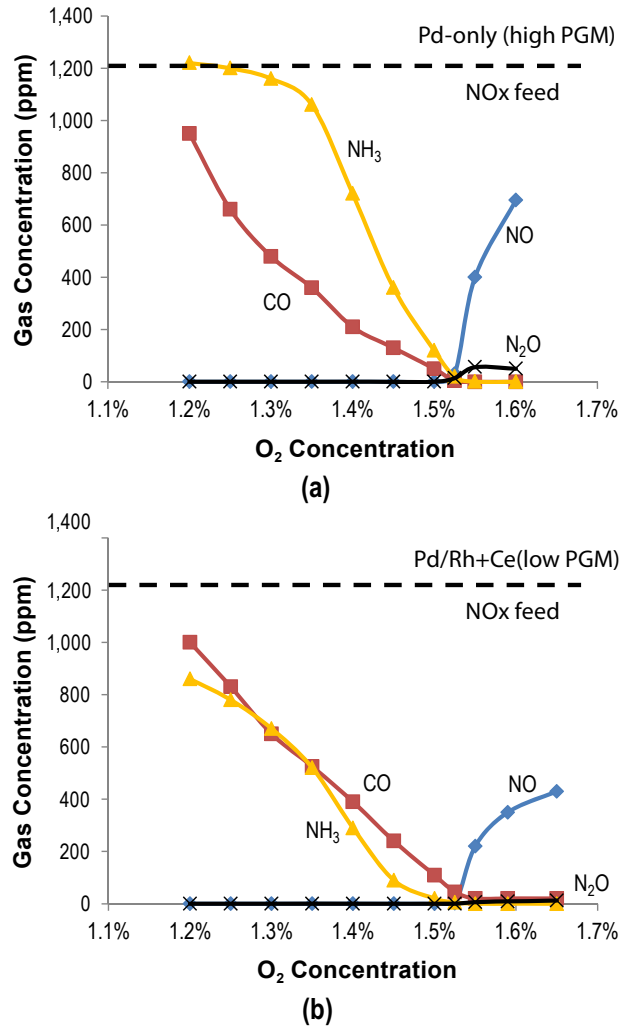 Pd-only (high PGM)
1,400
1,200
1,000
800
600
400
200
0
NOx feed
NH3
CO
NO
N2O
Gas Concentration (ppm)
1.1% 1.2% 1.3% 1.4% 1.5% 1.6% 1.7%
O2 Concentration
(a)
1,400
1,200
1,000
800
600
400
200
0
Pd/Rh+Ce(low PGM)
NOx feed
CO
NH3
NO
N2O
Gas Concentration (ppm)
1.1% 1.2% 1.3% 1.4% 1.5% 1.6% 1.7%
O2 Concentration
(b)